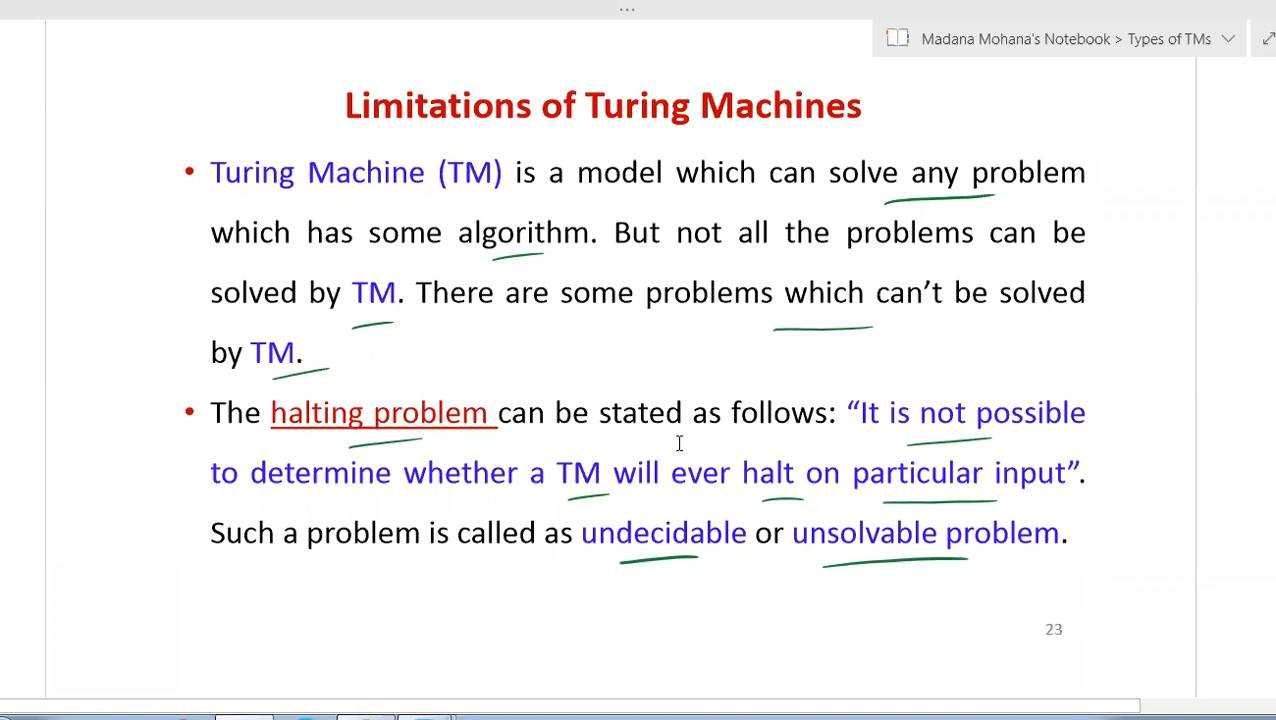 ...
Madana Mohana's Notebook > Types of TMs
Limitations of Turing Machines
• Turing Machine (TM) is a model which can solve any problem
which has some algorithm. But not all the problems can be
solved by TM. There are some problems which can’t be solved
by TM.
• The halting problem can be stated as follows: “It is not possible
to determine whether a TM will ever halt on particular input”.
Such a problem is called as undecidable or unsolvable problem.
23